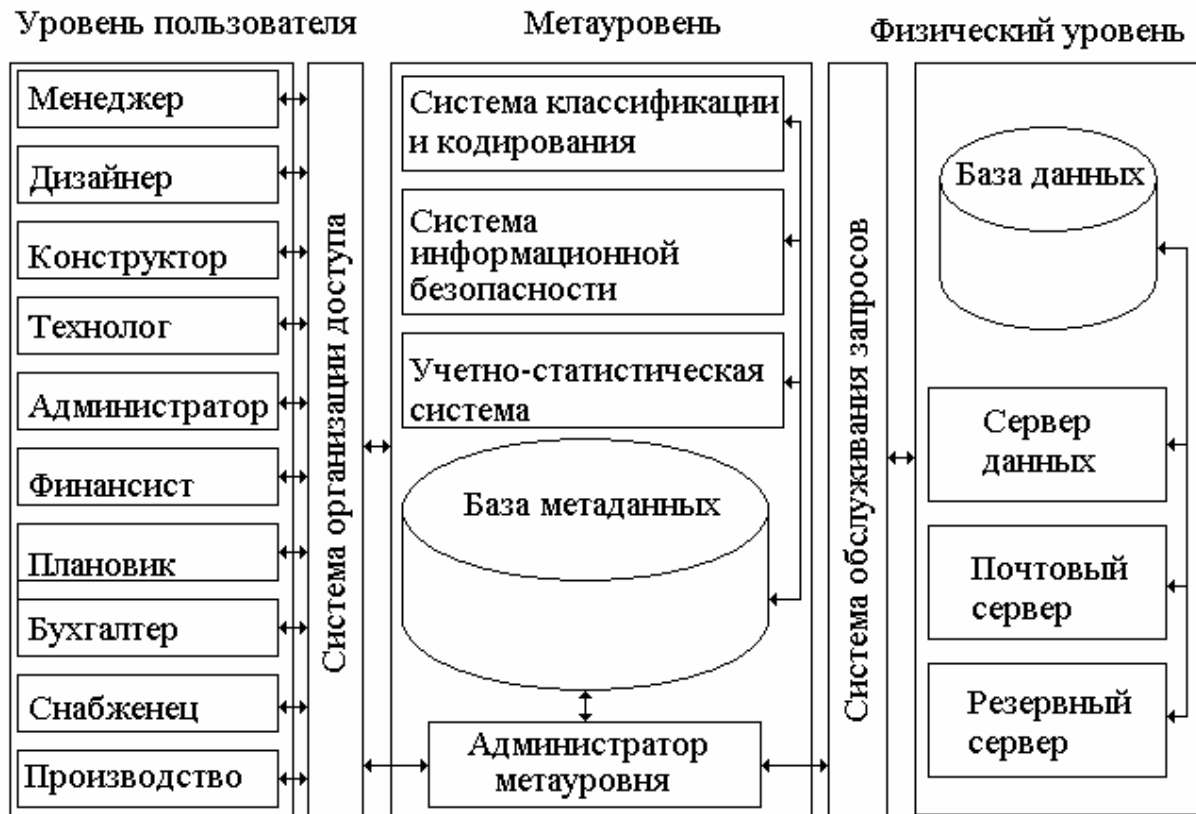 Уровень пользователя
Метауровень
Физический уровень
Менеджер
Дизайнер
Конструктор
Технолог
Администратор
Финансист
Плановик
Бухгалтер
Снабженец
Производство
Система организации доступа
Система классификации
и кодирования
Система
информационной
безопасности
Учетно-статистическая
система
База метаданных
Администратор
метауровня
Система обслуживания запросов
База данных
Сервер
данных
Почтовый
сервер
Резервный
сервер